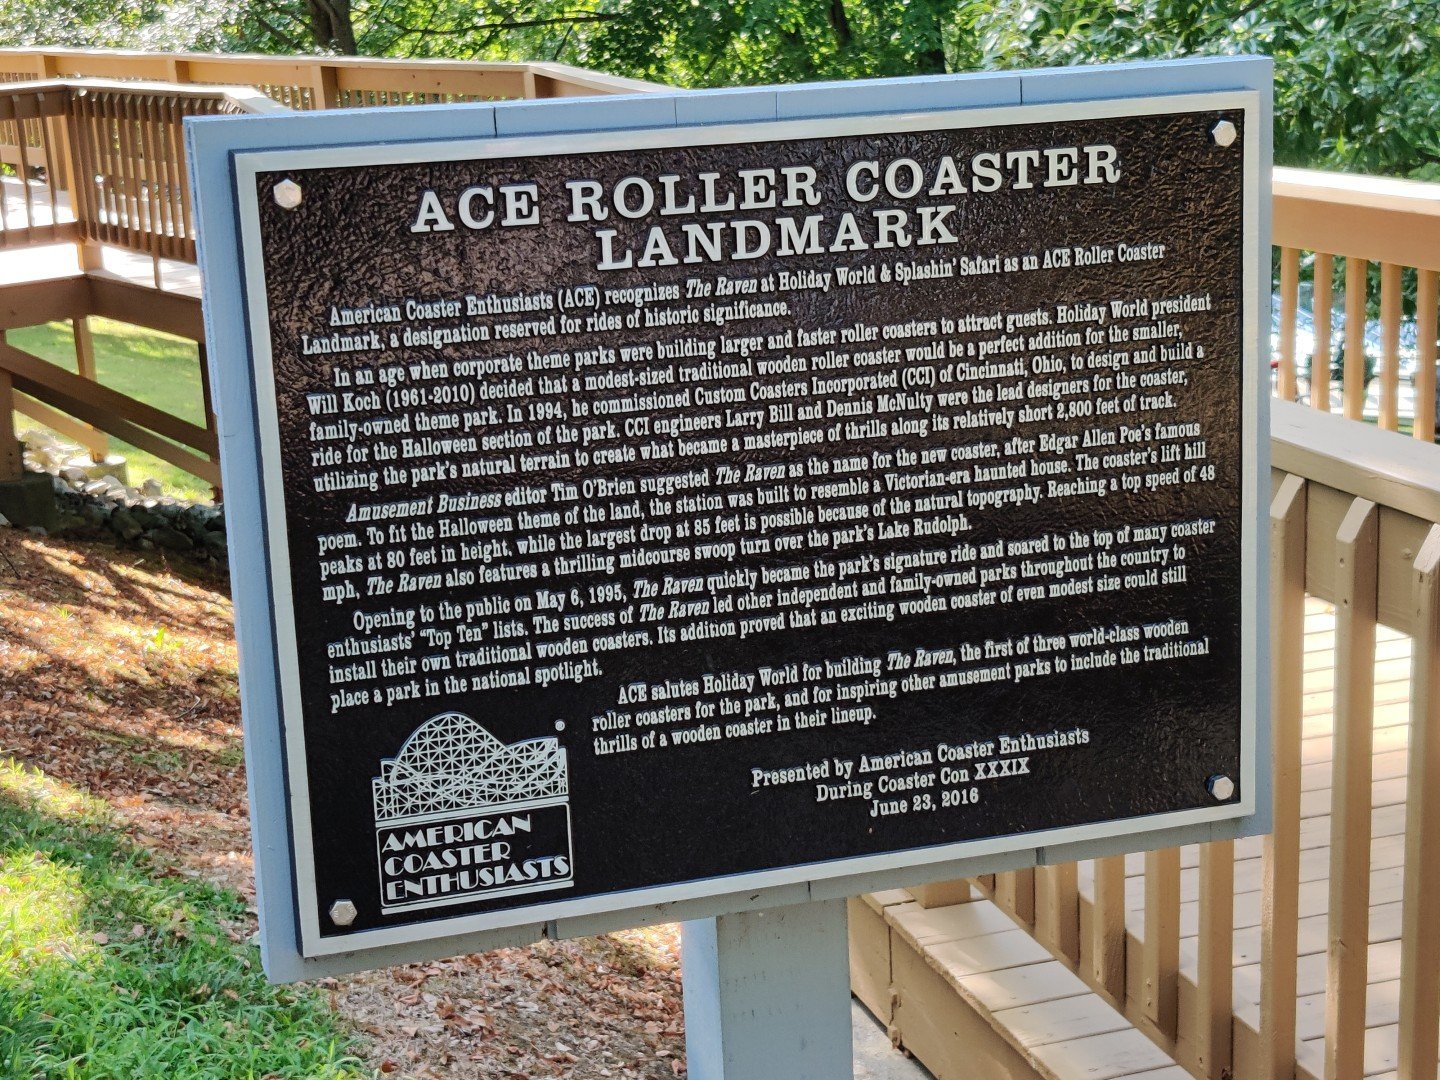 ACE ROLLER COASTER
LANDMARK
American Coaster Enthusiasts (ACE) recognizes The Raven at Holiday World & Splashin' Safari as an ACE Roller Coaster
Landmark, a designation reserved for rides of historic significance.
In an age when corporate theme parks were building larger and faster roller coasters to attract guests. Holiday World president
Will Koch (1961-2010) decided that a modest-sized traditional wooden roller coaster would be a perfect addition for the smaller,
family-owned theme park. In 1994, he commissioned Custom Coasters Incorporated (CCI) of Cincinnati, Ohio, to design and build a
ride for the Halloween section of the park. CCI engineers Larry Bill and Dennis McNulty were the lead designers for the coaster,
utilizing the park's natural terrain to create what became a masterpiece of thrills along its relatively short 2,800 feet of track.
Amusement Business editor Tim O'Brien suggested The Raven as the name for the new coaster, after Edgar Allen Poe's famous
poem. To fit the Halloween theme of the land, the station was built to resemble a Victorian-era haunted house. The coaster's lift hill
peaks at 80 feet in height, while the largest drop at 85 feet is possible because of the natural topography. Reaching a top speed of 48
mph, The Raven also features a thrilling midcourse swoop turn over the park's Lake Rudolph.
Opening to the public on May 6, 1995, The Raven quickly became the park's signature ride and soared to the top of many coaster
enthusiasts' "Top Ten" lists. The success of The Raven led other independent and family-owned parks throughout the country to
install their own traditional wooden coasters. Its addition proved that an exciting wooden coaster of even modest size could still
place a park in the national spotlight.
ACE salutes Holiday World for building The Raven, the first of three world-class wooden
roller coasters for the park, and for inspiring other amusement parks to include the traditional
thrills of a wooden coaster in their lineup.
Presented by American Coaster Enthusiasts
During Coaster Con XXXIX
June 23, 2016
AMERICAN
COASTER
ENTHUSIASTS